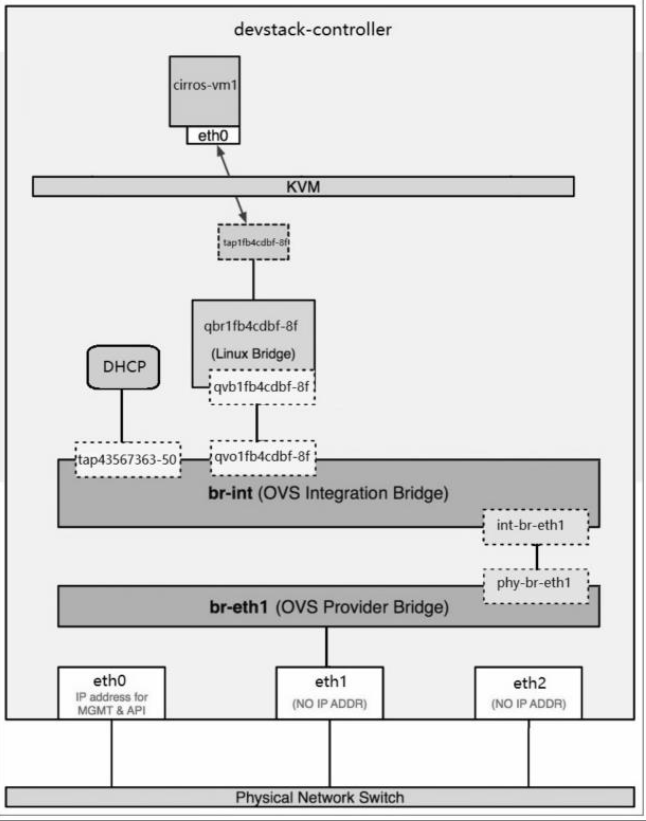 devstack-controller
cirros-vm1
eth0
KVM
tap1fb4cdbf-8f
qbr1fb4cdbf-8f
(Linux Bridge)
DHCP
qvb1fb4cdbf-8f
tap43567363-50
qvo1fb4cdbf-8f
br-int (OVS Integration Bridge)
int-br-eth1
phy-br-eth1
br-eth1 (OVS Provider Bridge)
eth0
IP address for
MGMT & API
eth1
(NO IP ADDR)
eth2
(NO IP ADDR)
Physical Network Switch